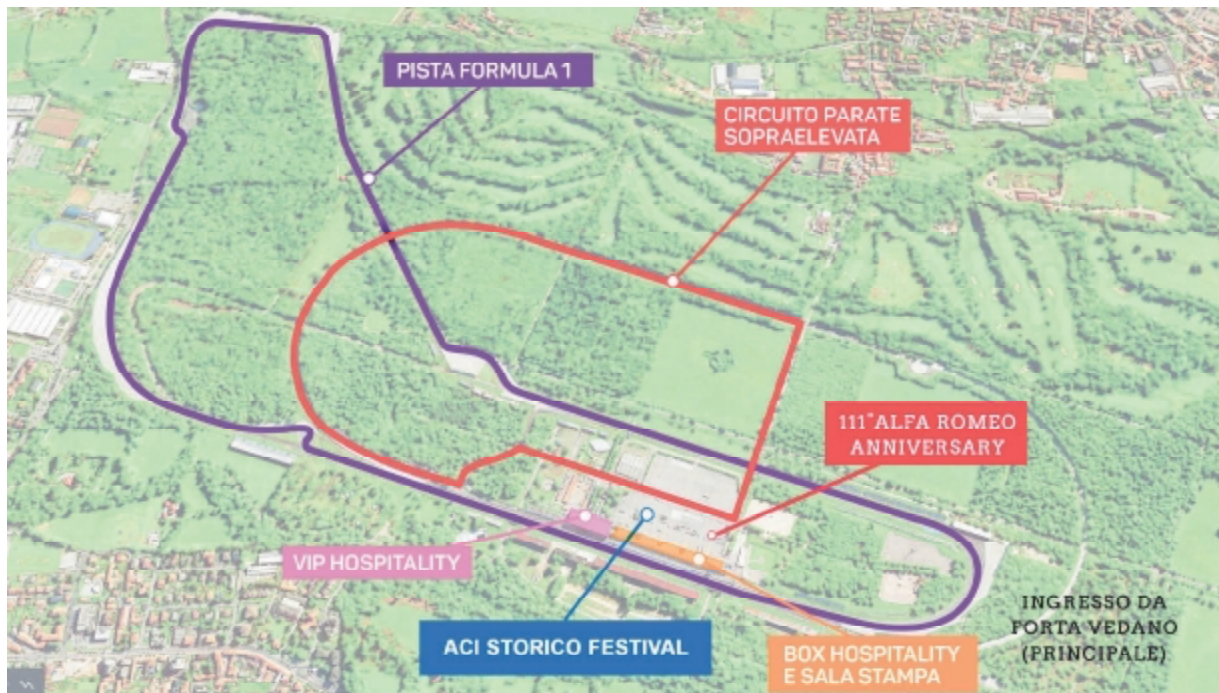 PISTA FORMULA 1
CIRCUITO PARATE
SOPRAELEVATA
111°ALFA ROMEO
ANNIVERSARY
VIP HOSPITALITY
ACI STORICO FESTIVAL
BOX HOSPITALITY
E SALA STAMPA
INGRESSO DA
FORTA VEDANO
(PRINCIPALE)